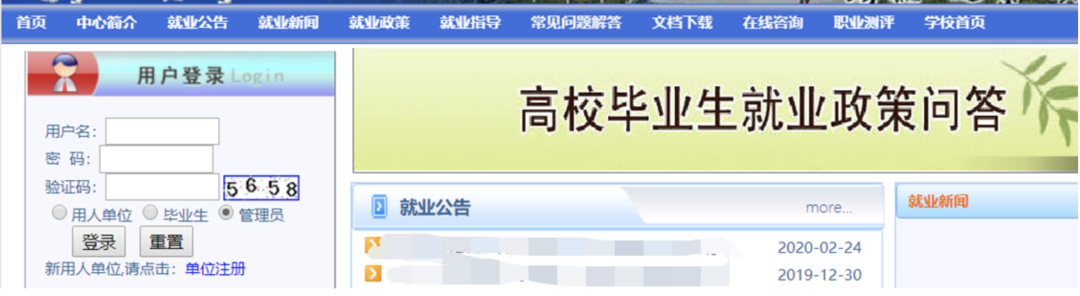 首页 中心简介 就业公告 就业新闻 就业政策 就业指导 常见问题解答 文档下载 在线咨询 职业测评 学校首页
用户登录 Login
高校毕业生就业政策问答
用户名：
密 码：
验证码： 5658
用人单位 毕业生 管理员
登录 重置
新用人单位,请点击： 单位注册
就业公告 more...
2020-02-24
2019-12-30
就业新闻